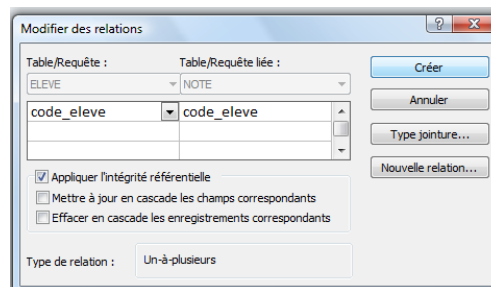 Modifier des relations
Table/Requête : Table/Requête liée :
ELEVE NOTE
code_eleve code_eleve
Créer
Annuler
Type jointure...
Nouvelle relation...
Appliquer l'intégrité référentielle
Mettre à jour en cascade les champs correspondants
Effacer en cascade les enregistrements correspondants
Type de relation : Un-à-plusieurs